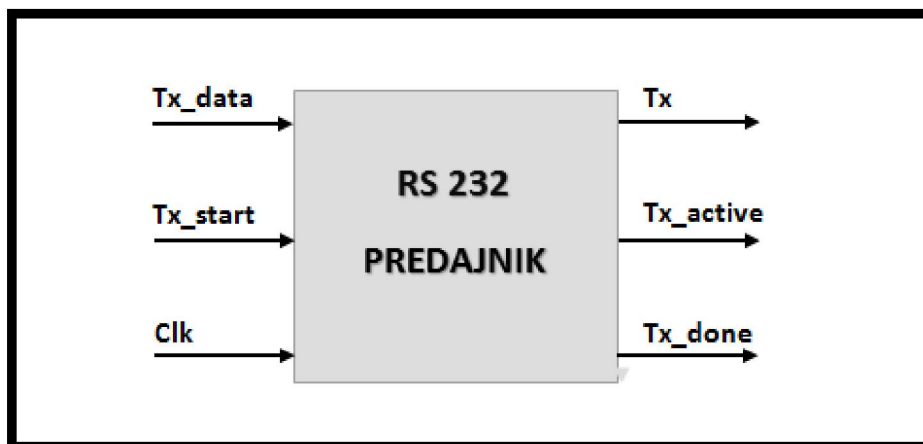 Tx_data
Tx
RS 232
Tx_start
Tx_active
PREDAJNIK
Clk
Tx_done